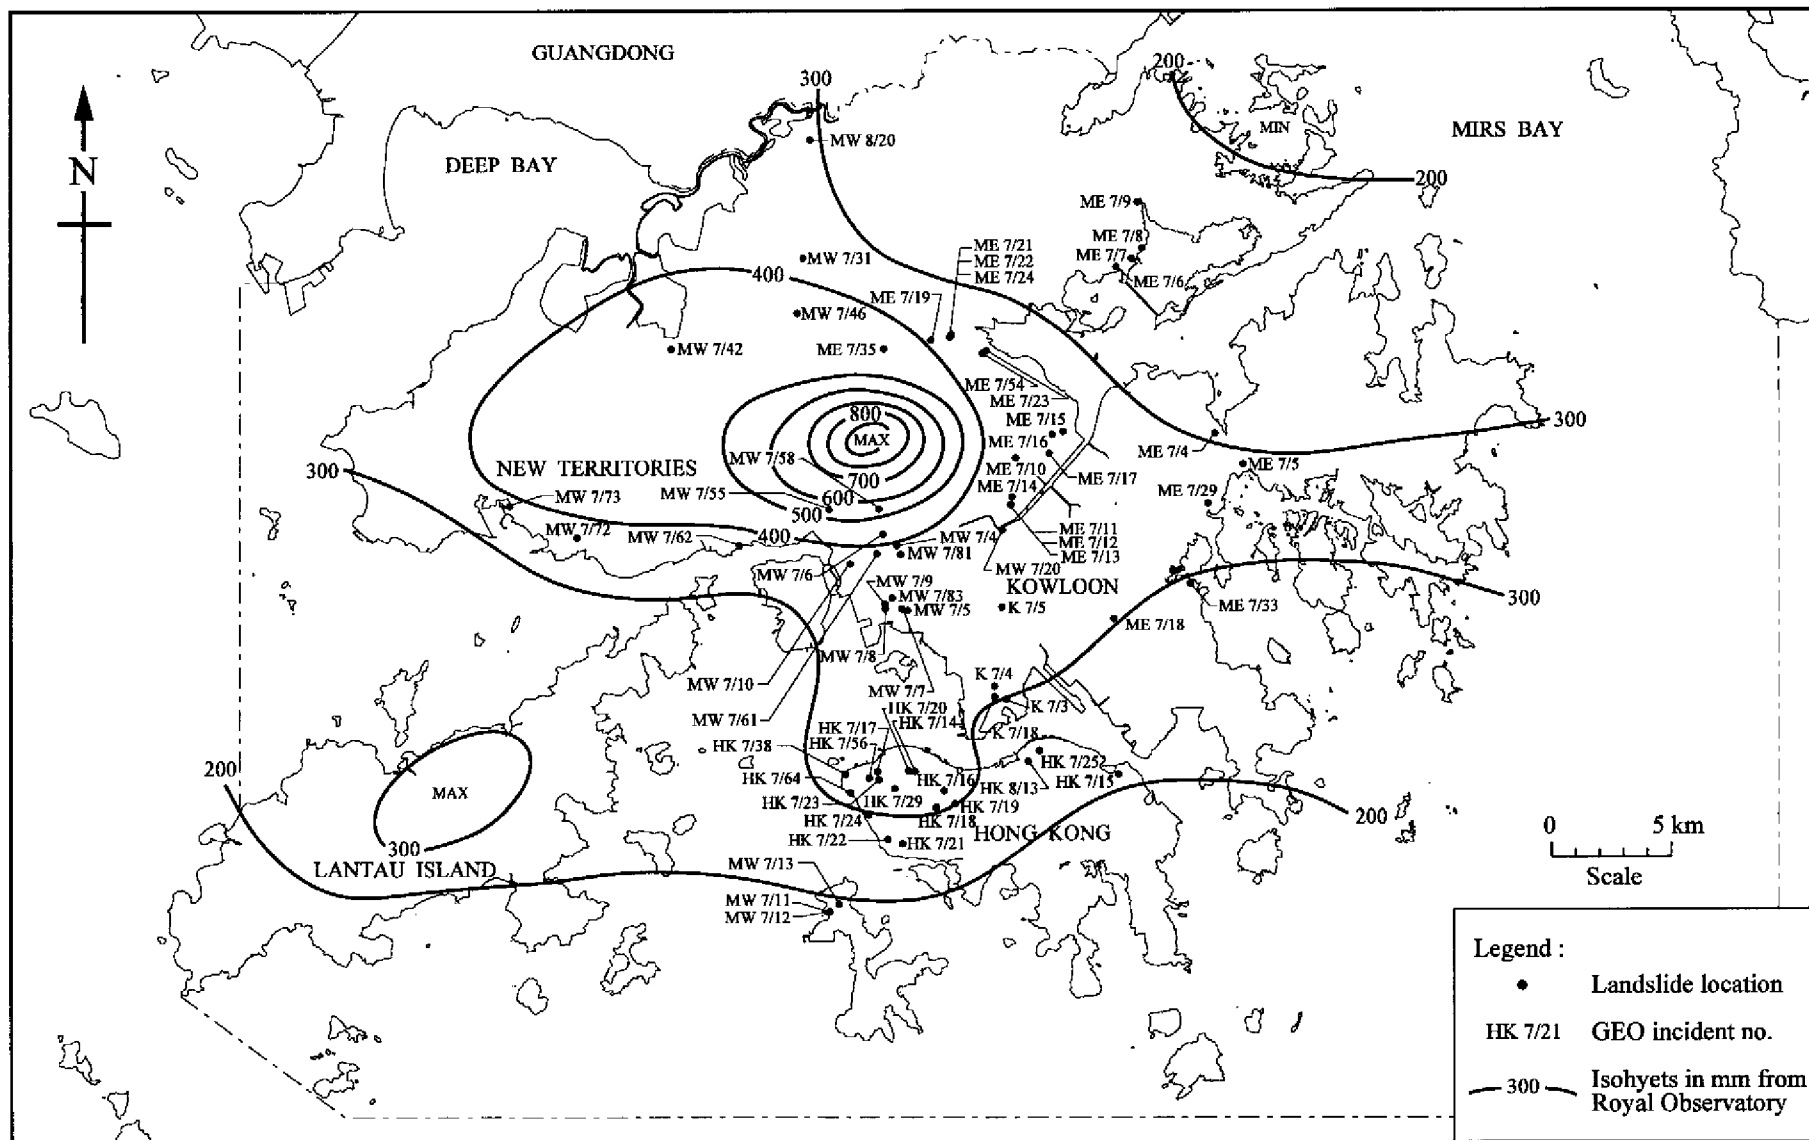 GUANGDONG
200
300
MIN
MIRS BAY
MW 8/20
DEEP BAY
N
200
ME 7/9
ME 7/8
ME 7/21
ME 7/22
ME 7/24
ME 7/7
ME 7/6
MW 7/31
400
ME 7/19
MW 7/46
MW 7/42
ME 7/35
ME 7/54
ME 7/23
800
MAX
ME 7/15
ME 7/16
300
ME 7/4
MW 7/58
ME 7/5
300
NEW TERRITORIES
ME 7/10
ME 7/17
700
ME 7/14
MW 7/73
MW 7/55
600
ME 7/29
500
MW 7/72
MW 7/62
400
MW 7/4
ME 7/11
ME 7/12
ME 7/13
MW 7/81
MW 7/20
MW 7/6
KOWLOON
MW 7/9
MW 7/83
MW 7/5
K 7/5
ME 7/33
300
ME 7/18
MW 7/8
MW 7/10
MW 7/7
K 7/4
K 7/3
HK 7/20
HK 7/14
MW 7/61
HK 7/17
K 7/18
HK 7/38
HK 7/56
HK 7/252
200
HK 7/64
HK 7/16
HK 7/15
MAX
HK 8/13
HK 7/23
HK 7/29
HK 7/19
HK 7/24
HK 7/18
200
0 5 km
HONG KONG
HK 7/22
HK 7/21
300
LANTAU ISLAND
MW 7/13
Scale
MW 7/11
MW 7/12
Legend :
Landslide location
HK 7/21 GEO incident no.
300 Isohyets in mm from
Royal Observatory